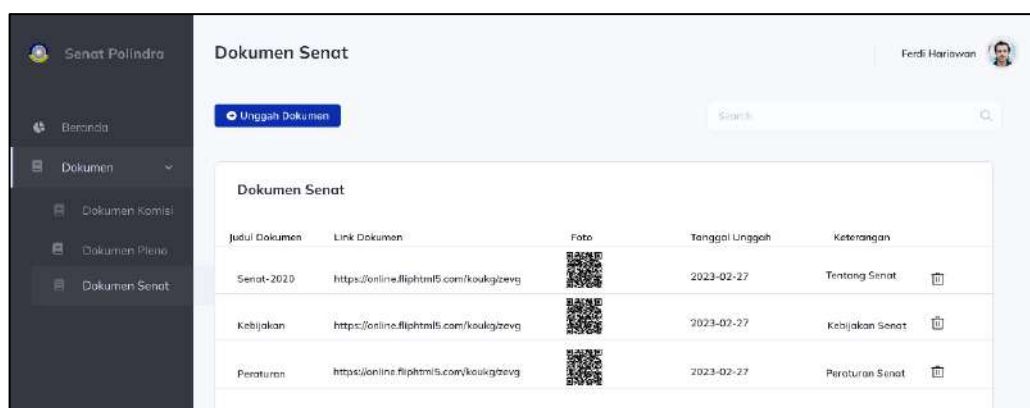 Senat Polindra
Dokumen Senat
Ferdi Hariawan
Beranda
Unggah Dokumen
Search
Dokumen
Dokumen Komisi
Dokumen Pleno
Dokumen Senat
Dokumen Senat
Judul Dokumen Link Dokumen Foto Tanggal Unggah Keterangan
Senat-2020 https://online.fliphtml5.com/koukg/zevg 2023-02-27 Tentang Senat
Kebijakan https://online.fliphtml5.com/koukg/zevg 2023-02-27 Kebijakan Senat
Peraturan https://online.fliphtml5.com/koukg/zevg 2023-02-27 Peraturan Senat